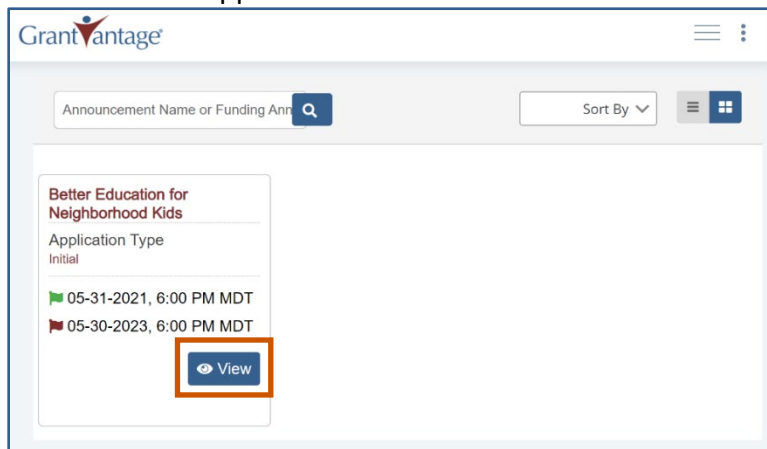 GrantVantage®
Announcement Name or Funding Ann
Sort By
Better Education for
Neighborhood Kids
Application Type
Initial
05-31-2021, 6:00 PM MDT
05-30-2023, 6:00 PM MDT
View